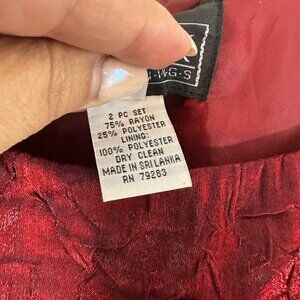 2 PC SET
75% RAYON
25% POLYESTER
LINING:
100% POLYESTER
DRY CLEAN
MADE IN SRI LANKA
RN 79283